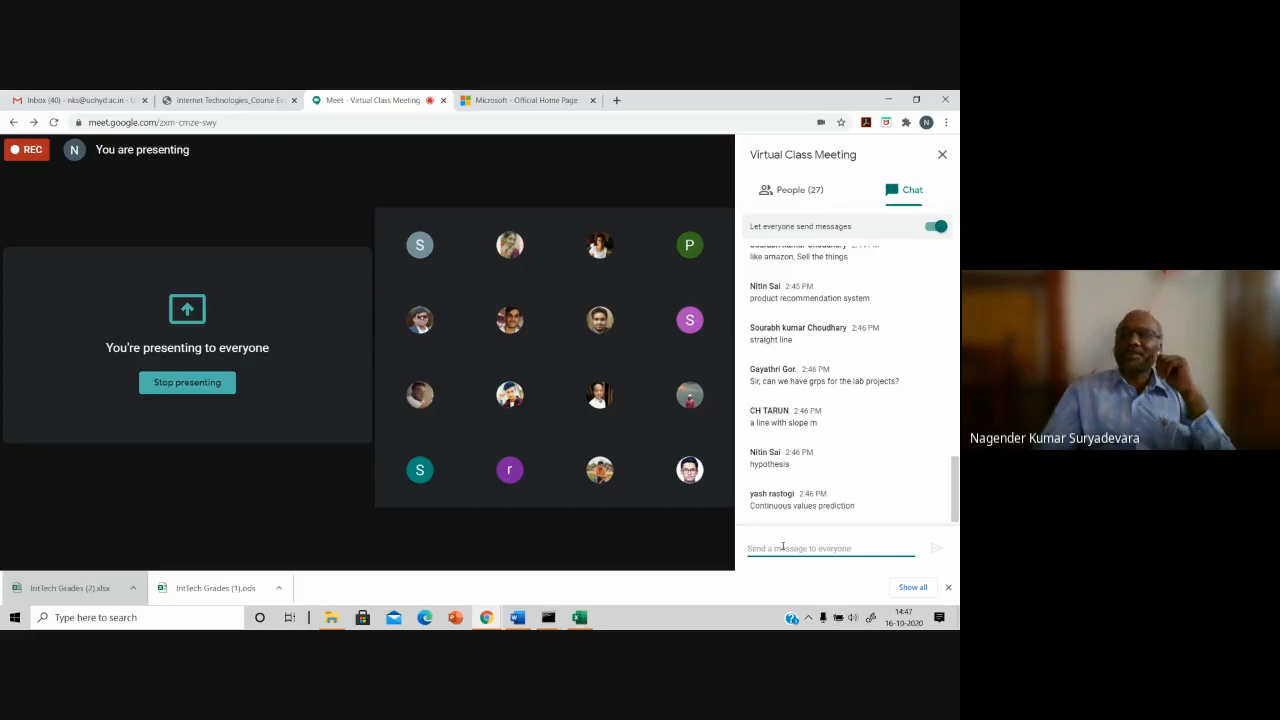 Inbox (40) - nks@uohyd.ac.in - U
Internet Technologies_Course Ev
Meet - Virtual Class Meeting
Microsoft - Official Home Page
meet.google.com/zxm-cmze-swy
N
REC
N
You are presenting
Virtual Class Meeting
People (27)
Chat
Let everyone send messages
S
P
Sourabh kumar Choudhary
like amazon. Sell the things
You're presenting to everyone
Stop presenting
Nitin Sai 2:45 PM
product recommendation system
S
Sourabh kumar Choudhary 2:46 PM
straight line
Gayathri Gor. 2:46 PM
Sir, can we have grps for the lab projects?
CH TARUN 2:46 PM
a line with slope m
Nitin Sai 2:46 PM
hypothesis
S
r
yash rastogi 2:46 PM
Continuous values prediction
Send a message to everyone
Nagender Kumar Suryadevara
IntTech Grades (2).xlsx
IntTech Grades (1).ods
Show all
Type here to search
14:47
16-10-2020